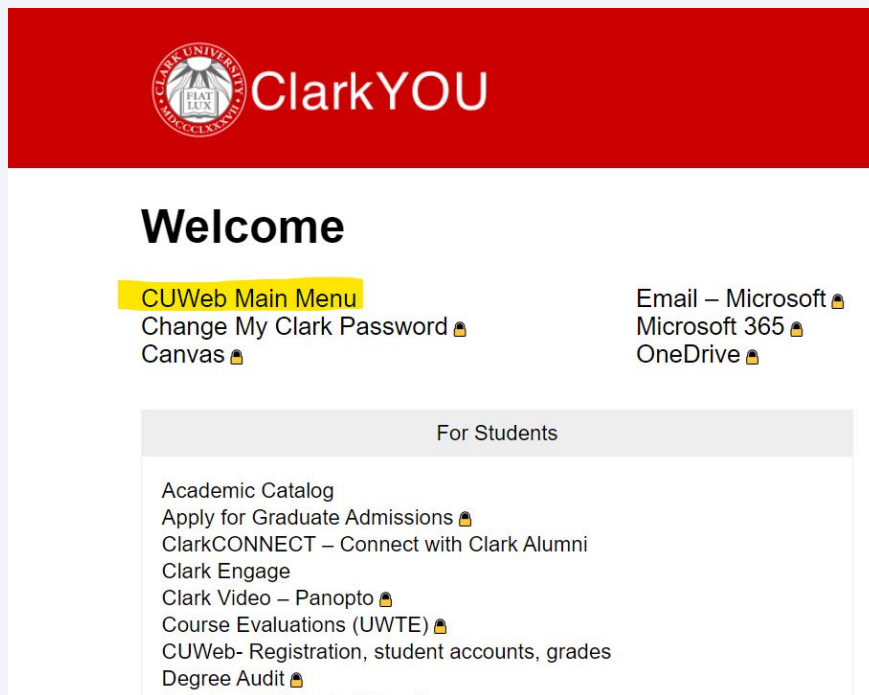 CLARK UNIVERSITY
FIAT
LUX
MDCCCLXXXVII
ClarkYOU
Welcome
CUWeb Main Menu
Change My Clark Password
Canvas
Email – Microsoft
Microsoft 365
OneDrive
For Students
Academic Catalog
Apply for Graduate Admissions
ClarkCONNECT – Connect with Clark Alumni
Clark Engage
Clark Video – Panopto
Course Evaluations (UWTE)
CUWeb- Registration, student accounts, grades
Degree Audit